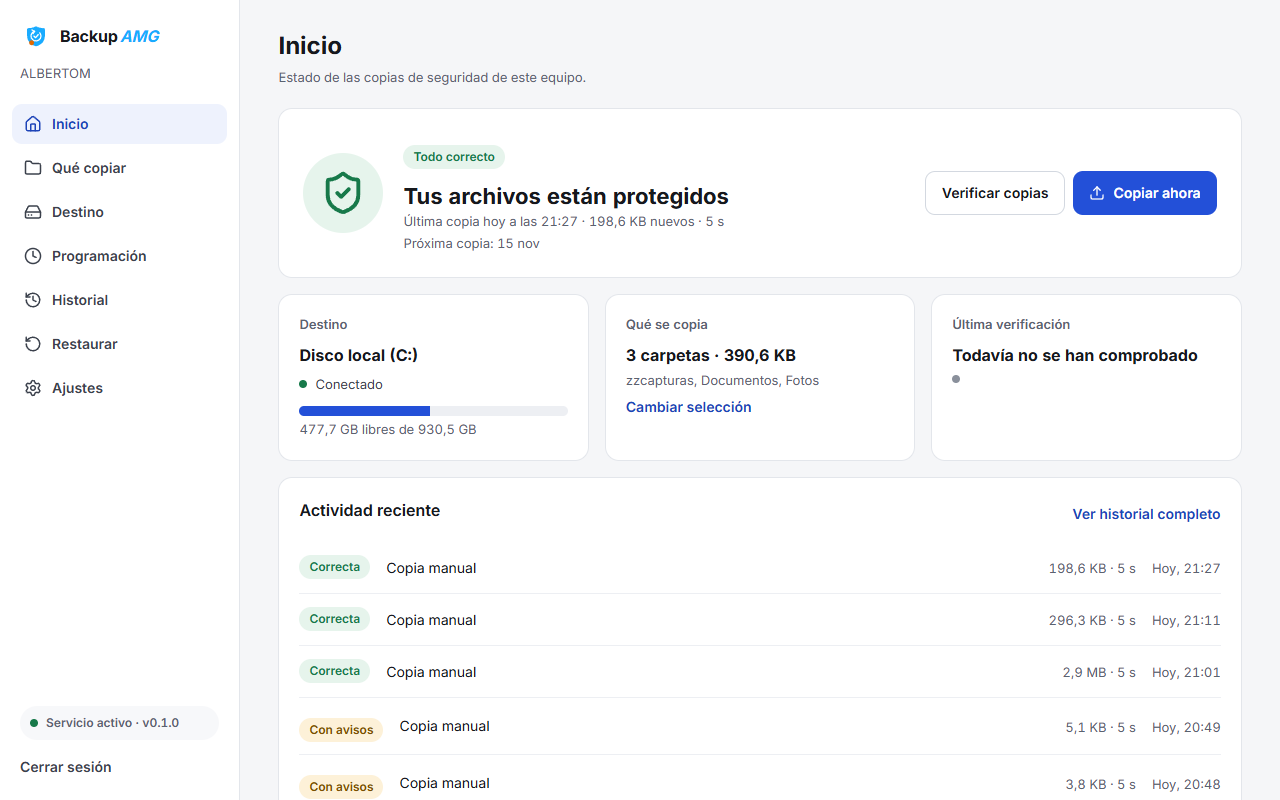 Backup AMG
ALBERTOM
Inicio
Qué copiar
Destino
Programación
Historial
Restaurar
Ajustes
Servicio activo · v0.1.0
Cerrar sesión
Inicio
Estado de las copias de seguridad de este equipo.
Todo correcto
Tus archivos están protegidos
Última copia hoy a las 21:27 · 198,6 KB nuevos · 5 s
Próxima copia: 15 nov
Verificar copias
Copiar ahora
Destino
Disco local (C:)
Conectado
477,7 GB libres de 930,5 GB
Qué se copia
3 carpetas · 390,6 KB
zzcapturas, Documentos, Fotos
Cambiar selección
Última verificación
Todavía no se han comprobado
Actividad reciente
Ver historial completo
Correcta Copia manual 198,6 KB · 5 s Hoy, 21:27
Correcta Copia manual 296,3 KB · 5 s Hoy, 21:11
Correcta Copia manual 2,9 MB · 5 s Hoy, 21:01
Con avisos Copia manual 5,1 KB · 5 s Hoy, 20:49
Con avisos Copia manual 3,8 KB · 5 s Hoy, 20:48